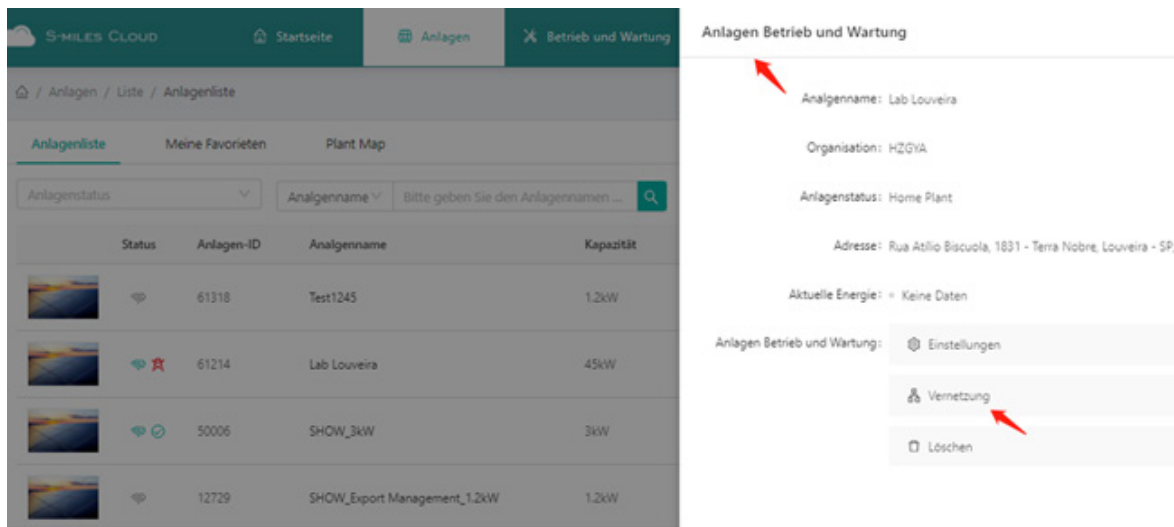 S-MILES CLOUD
Startseite
Anlagen
Betrieb und Wartung
/ Anlagen / Liste / Anlagenliste
Anlagenliste
Meine Favorieten
Plant Map
Anlagenstatus
Analgenname
Bitte geben Sie den Anlagennamen ...
Status Anlagen-ID Analgenname Kapazität
61318 Test1245 1.2kW
61214 Lab Louveira 45kW
50006 SHOW_3kW 3kW
12729 SHOW_Export Management_1.2kW 1.2kW
Anlagen Betrieb und Wartung
Analgenname: Lab Louveira
Organisation: HZGYA
Anlagenstatus: Home Plant
Adresse: Rua Atílio Biscuola, 1831 - Terra Nobre, Louveira - SP,
Aktuelle Energie: Keine Daten
Anlagen Betrieb und Wartung: Einstellungen
Vernetzung
Löschen